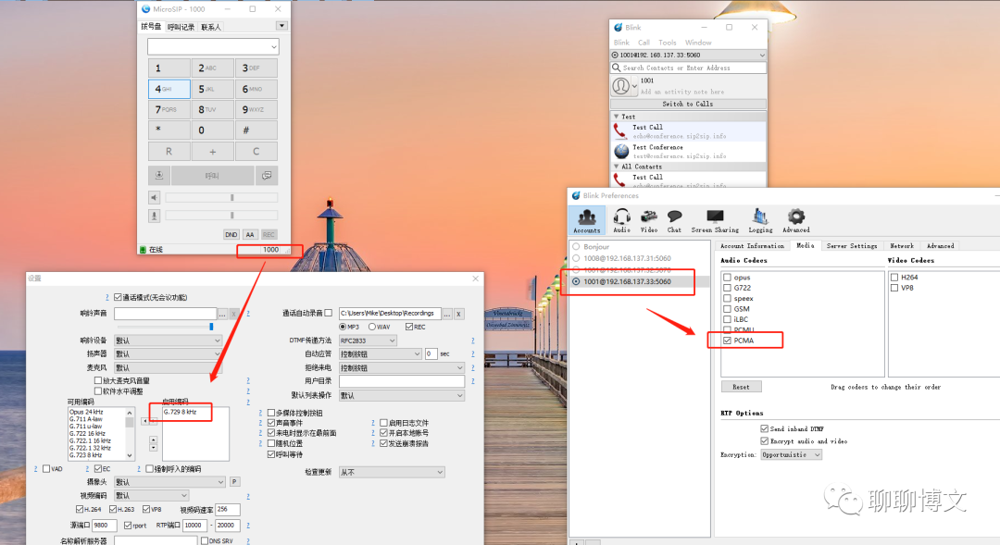 MicroSIP - 1000
拨号盘 呼叫记录 联系人
1 2 ABC 3 DEF
4 GHI 5 JKL 6 MNO
7 PQRS 8 TUV 9 WXYZ
* 0 #
R + C
呼叫
DND AA REC
在线 1000
设置
? 通话模式(无会议功能)
响铃声音 ... x ?
响铃设备 默认
扬声器 默认
麦克风 默认
放大麦克风音量 ?
软件水平调整 ?
可用编码 启用编码 ?
Opus 24 kHz
G.711 A-law
G.711 u-law
G.722 16 kHz
G.722.1 16 kHz
G.722.1 32 kHz
G.723 8 kHz
G.729 8 kHz
? VAD ? EC ? 强制呼入的编码
摄像头 默认 P
视频编码 默认 ?
H.264 H.263 VP8 视频码速率 256
源端口 9800 rport RTP端口 10000 - 20000 ?
名称解析服务器 DNS SRV ?
通话自动录音 C:\Users\Mike\Desktop\Recordings ... x
MP3 WAV REC
DTMF传递方法 RFC2833 ?
自动应答 控制按钮 0 sec ?
拒绝来电 控制按钮 ?
用户目录 ?
默认列表操作 默认
? 多媒体控制按钮
? 声音事件 ? 启用日志文件
? 来电时显示在最前面 ? 开启本地账号
? 随机位置 ? 发送崩溃报告
呼叫等待
检查更新 从不
Blink
Blink Call Tools Window
1001@192.168.137.33:5060
Search Contacts or Enter Address
1001
Add an activity note here
Switch to Calls
Test
Test Call
echo@conference.sip2sip.info
Test Conference
test@conference.sip2sip.info
All Contacts
Test Call
echo@conference.sip2sip.info
Blink Preferences
Accounts Audio Video Chat Screen Sharing Logging Advanced
Bonjour
1008@192.168.137.31:5060
1001@192.168.137.33:5060
Account Information Media Server Settings Network Advanced
Audio Codecs
opus
G722
speex
GSM
iLBC
PCMU
PCMA
Video Codecs
H264
VP8
Reset Drag codecs to change their order
RTP Options
Send inband DTMF
Encrypt audio and video
Encryption: Opportunistic
聊聊博文